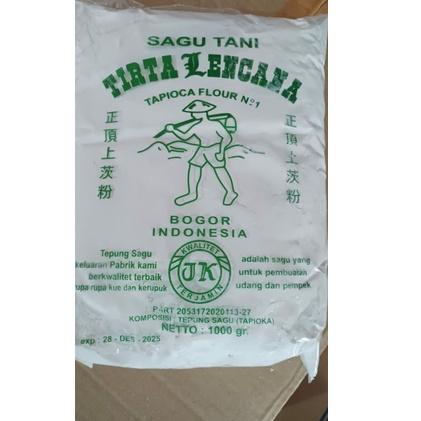 SAGU TANI
TIRTA LENCANA
TAPIOCA FLOUR No 1
正頂上茨粉
正頂上茨粉
BOGOR
INDONESIA
Tepung Sagu
keluaran Pabrik kami
berkwalitet terbaik
rupa rupa kue dan kerupuk
KWALITET
JK
TERJAMIN
adalah sagu yang
untuk pembuatan
udang dan pempek
P-IRT 2053172020113-27
KOMPOSISI : TEPUNG SAGU (TAPIOKA)
NETTO : 1000 gr.
exp : 28 - DES - 2025